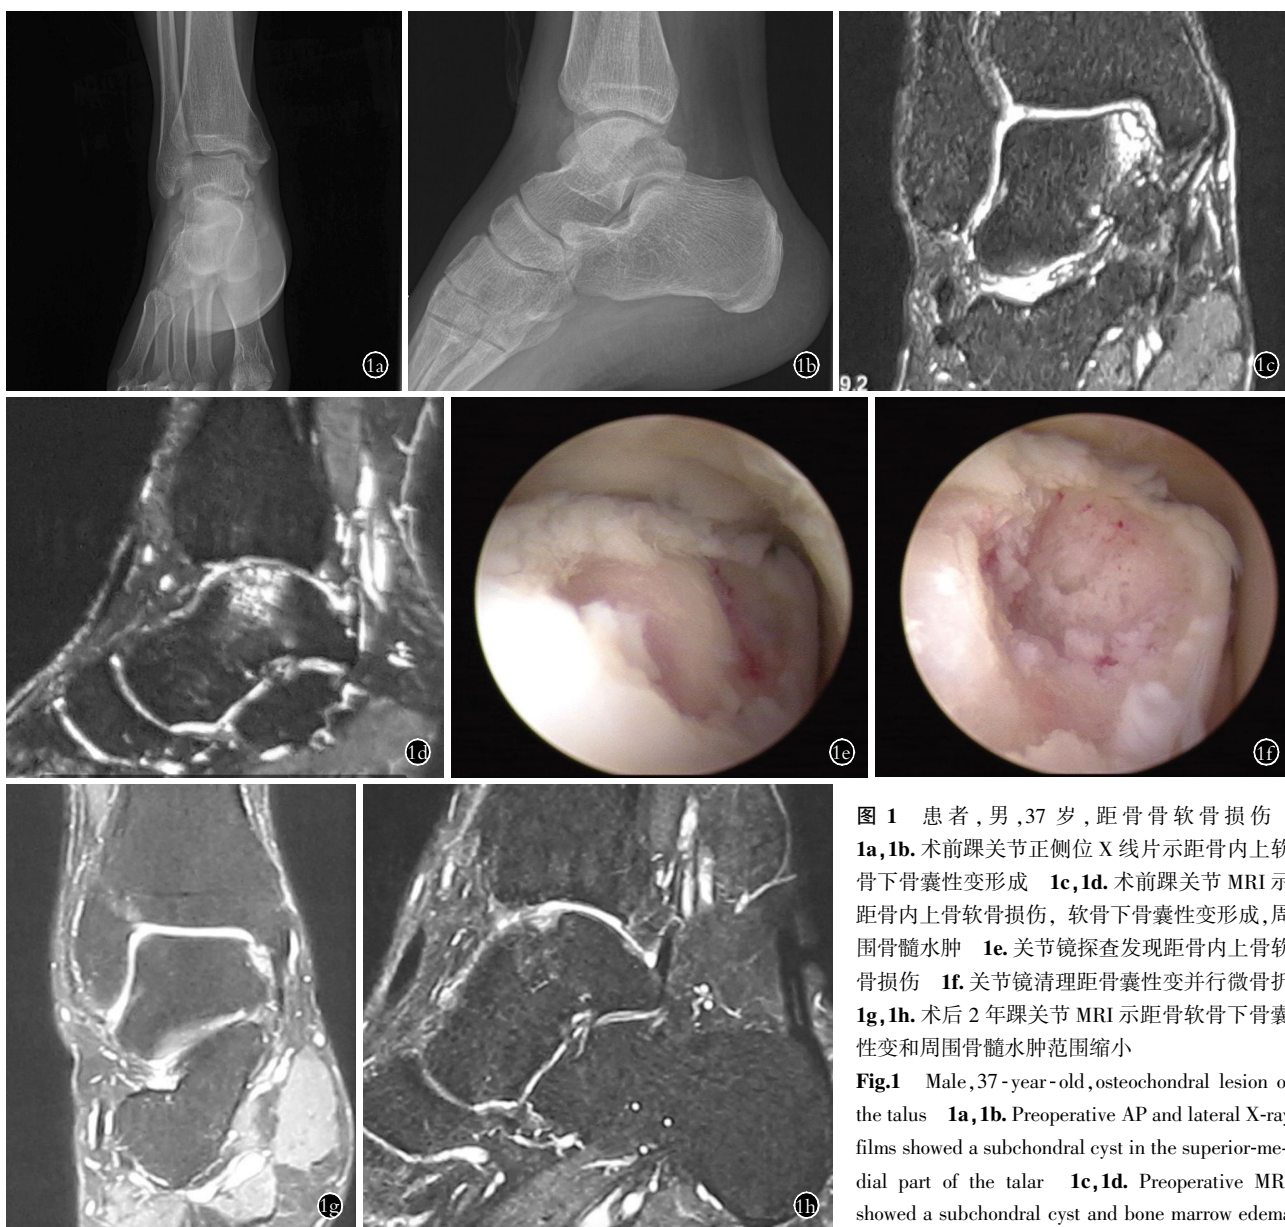 1a
1b
9.2
1c
1d
1e
1f
1g
1h
图 1 患者,男,37 岁,距骨骨软骨损伤
1a,1b. 术前踝关节正侧位 X 线片示距骨内上软
骨下骨囊性变形成 1c,1d. 术前踝关节 MRI 示
距骨内上骨软骨损伤, 软骨下骨囊性变形成,周
围骨髓水肿 1e. 关节镜探查发现距骨内上骨软
骨损伤 1f. 关节镜清理距骨囊性变并行微骨折
1g,1h. 术后 2 年踝关节 MRI 示距骨软骨下骨囊
性变和周围骨髓水肿范围缩小
Fig.1 Male,37-year-old,osteochondral lesion o
the talus 1a,1b. Preoperative AP and lateral X-ray
films showed a subchondral cyst in the superior-me-
dial part of the talar 1c,1d. Preoperative MR
showed a subchondral cyst and bone marrow edem